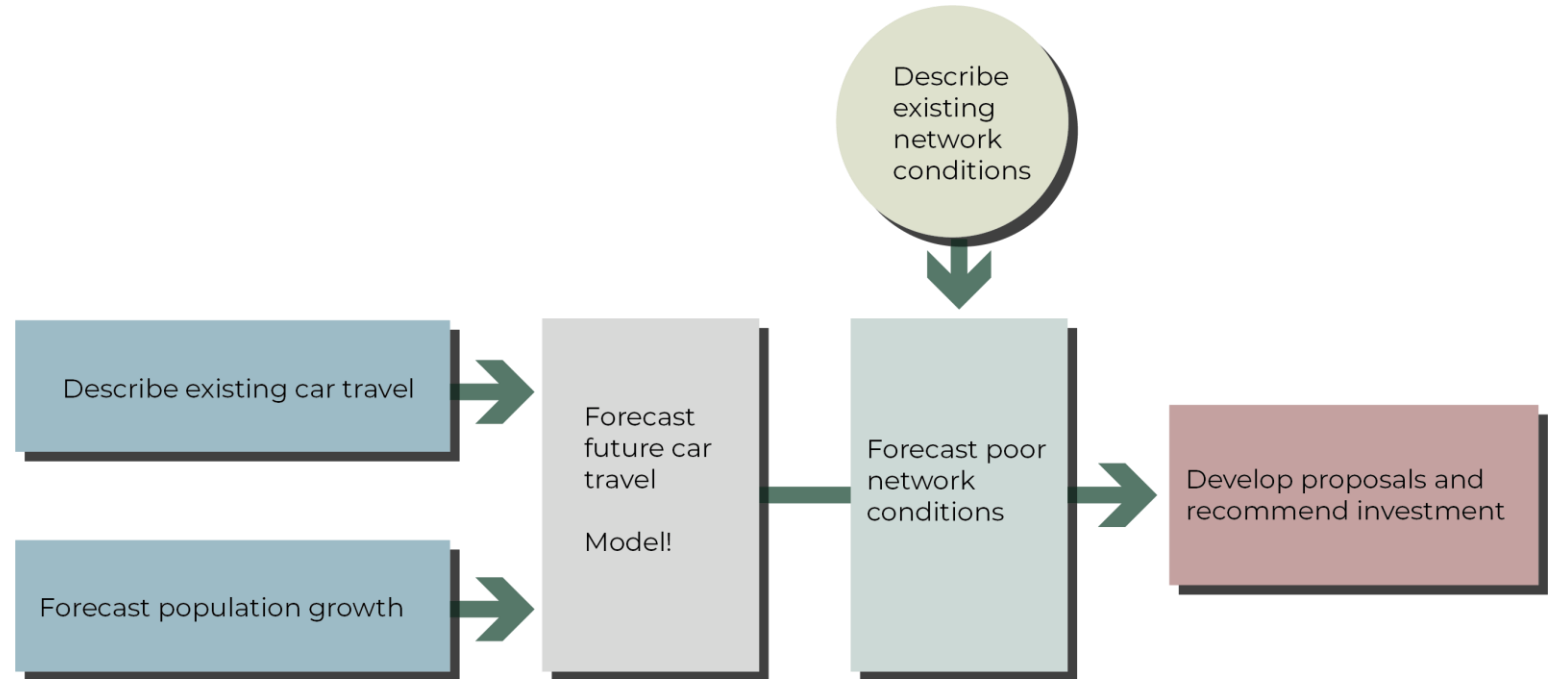 Describe
existing
network
conditions
Describe existing car travel
Forecast population growth
Forecast
future car
travel
Model!
Forecast poor
network
conditions
Develop proposals and
recommend investment